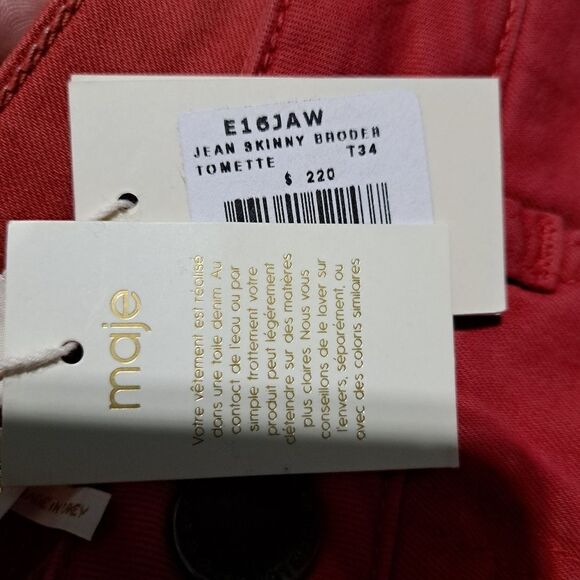 E16JAW
JEAN SKINNY BRODER
TOMETTE T34
$ 220
maje
Votre vêtement est réalisé
dans une toile denim. Au
contact de l'eau ou par
simple frottement votre
produit peut légèrement
déteindre sur des matières
plus claires Nous vous
conseillons de le laver sur
l'envers, séparément, ou
avec des coloris similaires